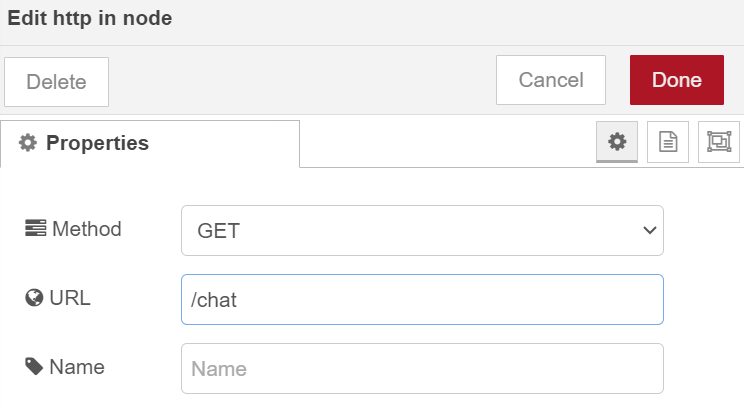 Edit http in node
Delete
Cancel
Done
Properties
Method
GET
URL
/chat
Name
Name